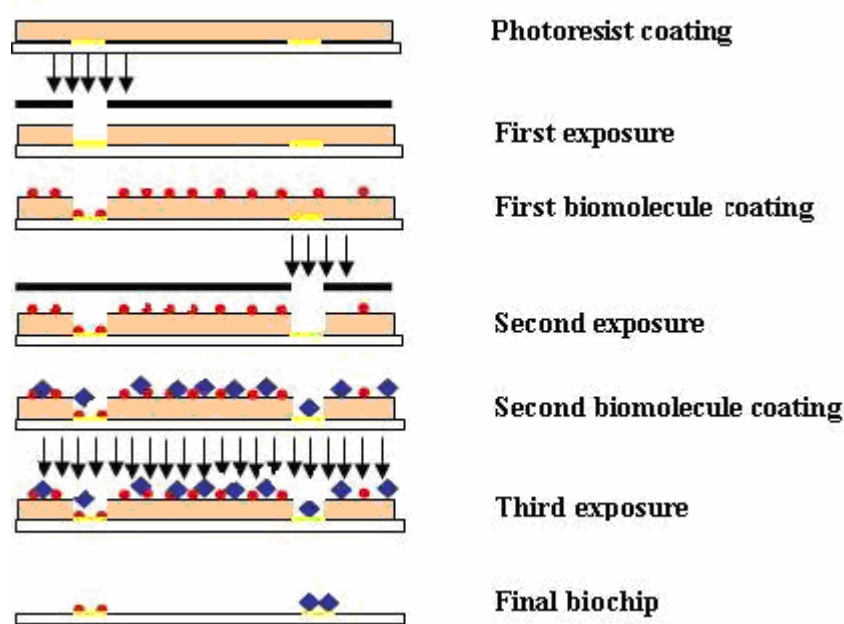 Photoresist coating
First exposure
First biomolecule coating
Second exposure
Second biomolecule coating
Third exposure
Final biochip